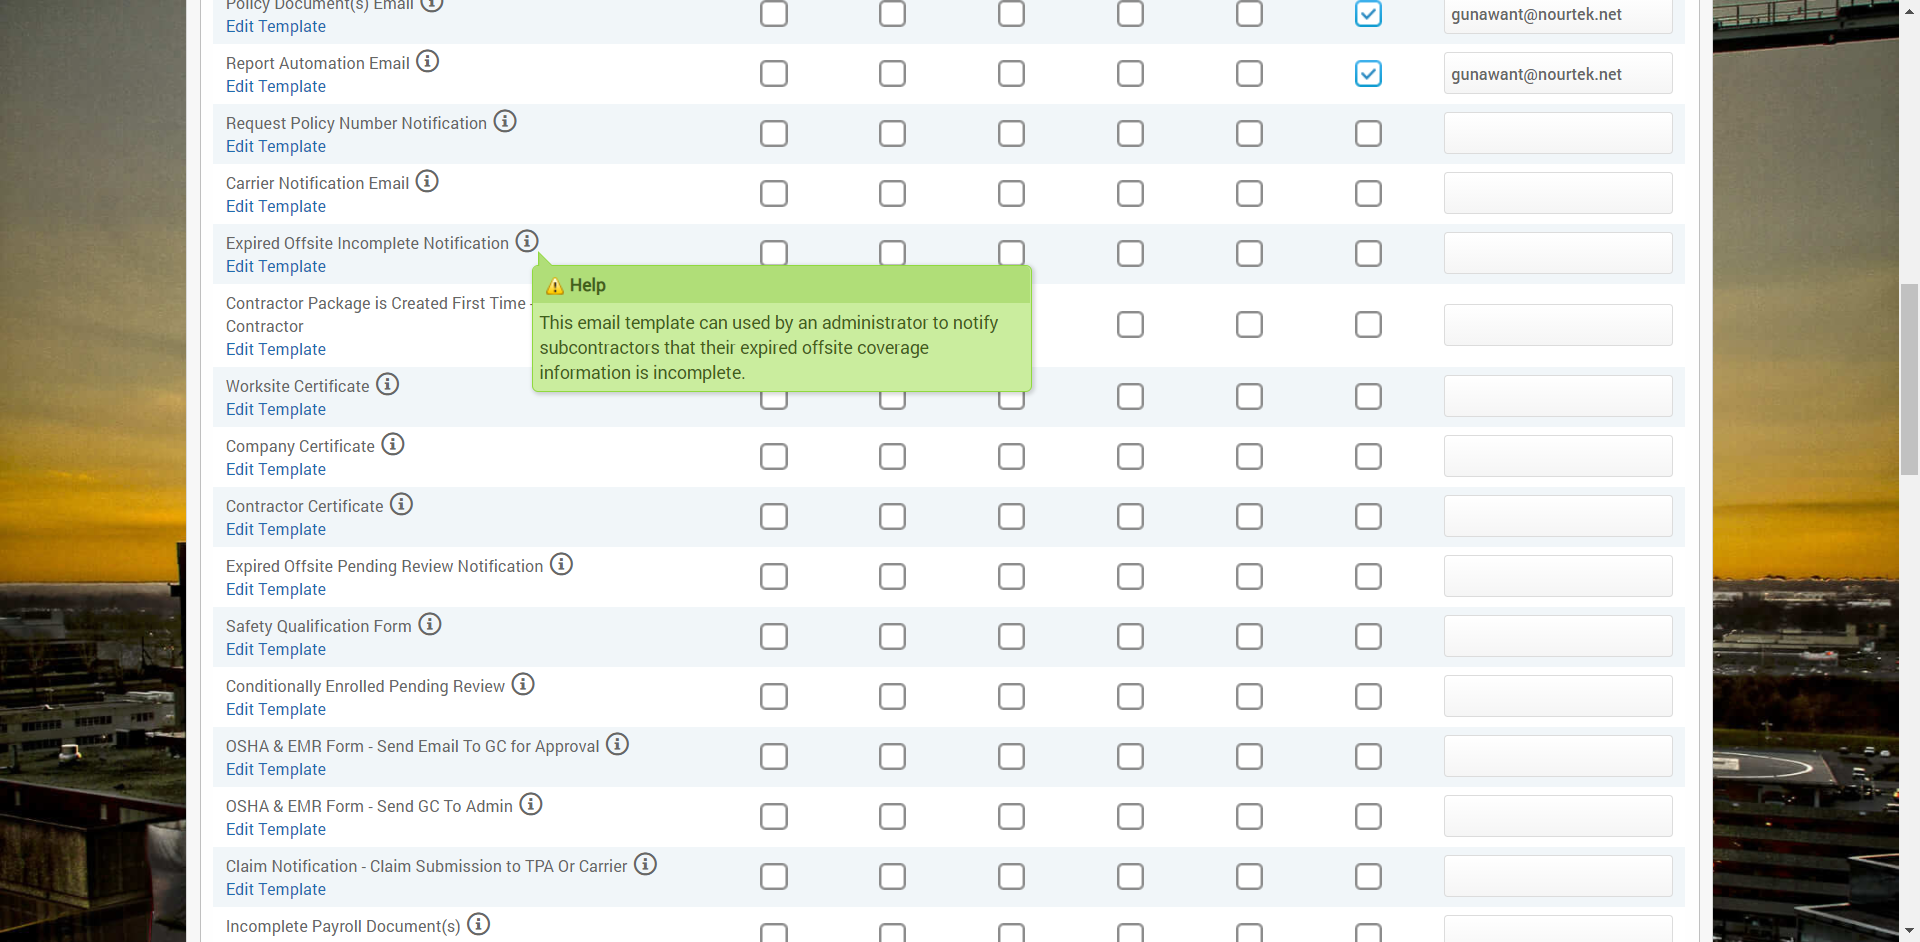 Policy Document(s) Email
Edit Template
gunawant@nourtek.net
Report Automation Email
Edit Template
gunawant@nourtek.net
Request Policy Number Notification
Edit Template
Carrier Notification Email
Edit Template
Expired Offsite Incomplete Notification
Edit Template
Help
This email template can used by an administrator to notify
subcontractors that their expired offsite coverage
information is incomplete.
Contractor Package is Created First Time -
Contractor
Edit Template
Worksite Certificate
Edit Template
Company Certificate
Edit Template
Contractor Certificate
Edit Template
Expired Offsite Pending Review Notification
Edit Template
Safety Qualification Form
Edit Template
Conditionally Enrolled Pending Review
Edit Template
OSHA & EMR Form - Send Email To GC for Approval
Edit Template
OSHA & EMR Form - Send GC To Admin
Edit Template
Claim Notification - Claim Submission to TPA Or Carrier
Edit Template
Incomplete Payroll Document(s)